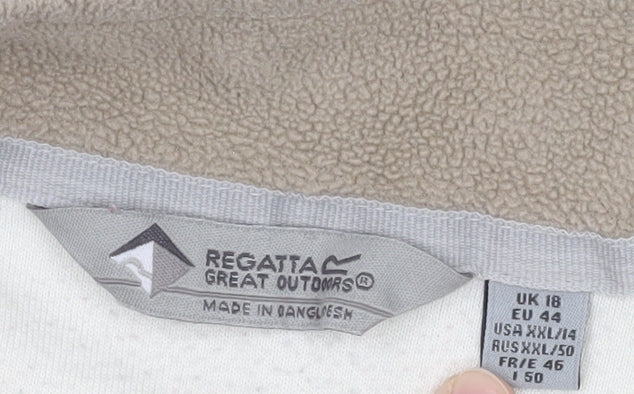 REGATTA
GREAT OUTDOORS®
MADE IN BANGLADESH
UK 18
EU 44
USA XXL/14
RUS XXL/50
FR/E 46
I 50